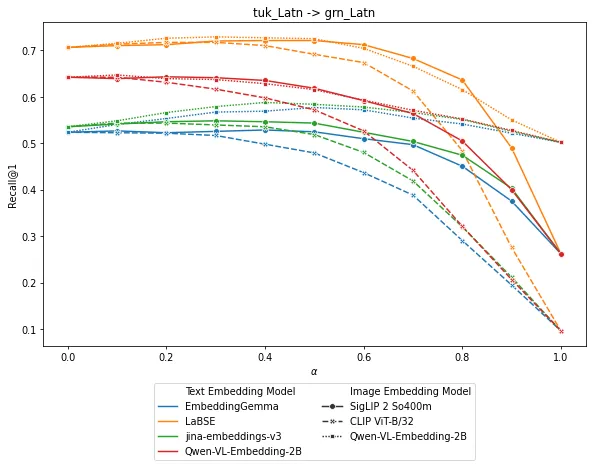 tuk_Latn -> grn_Latn
Recall@1
0.7
0.6
0.5
0.4
0.3
0.2
0.1
0.0 0.2 0.4 0.6 0.8 1.0
α
Text Embedding Model Image Embedding Model
EmbeddingGemma SigLIP 2 So400m
LaBSE CLIP ViT-B/32
jina-embeddings-v3 Qwen-VL-Embedding-2B
Qwen-VL-Embedding-2B